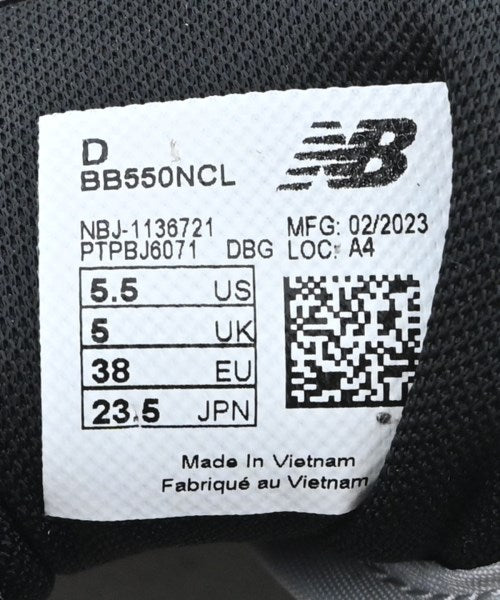 D
BB550NCL
NB
NBJ-1136721 MFG: 02/2023
PTPBJ6071 DBG LOC: A4
5.5 US
5 UK
38 EU
23.5 JPN
Made In Vietnam
Fabriqué au Vietnam